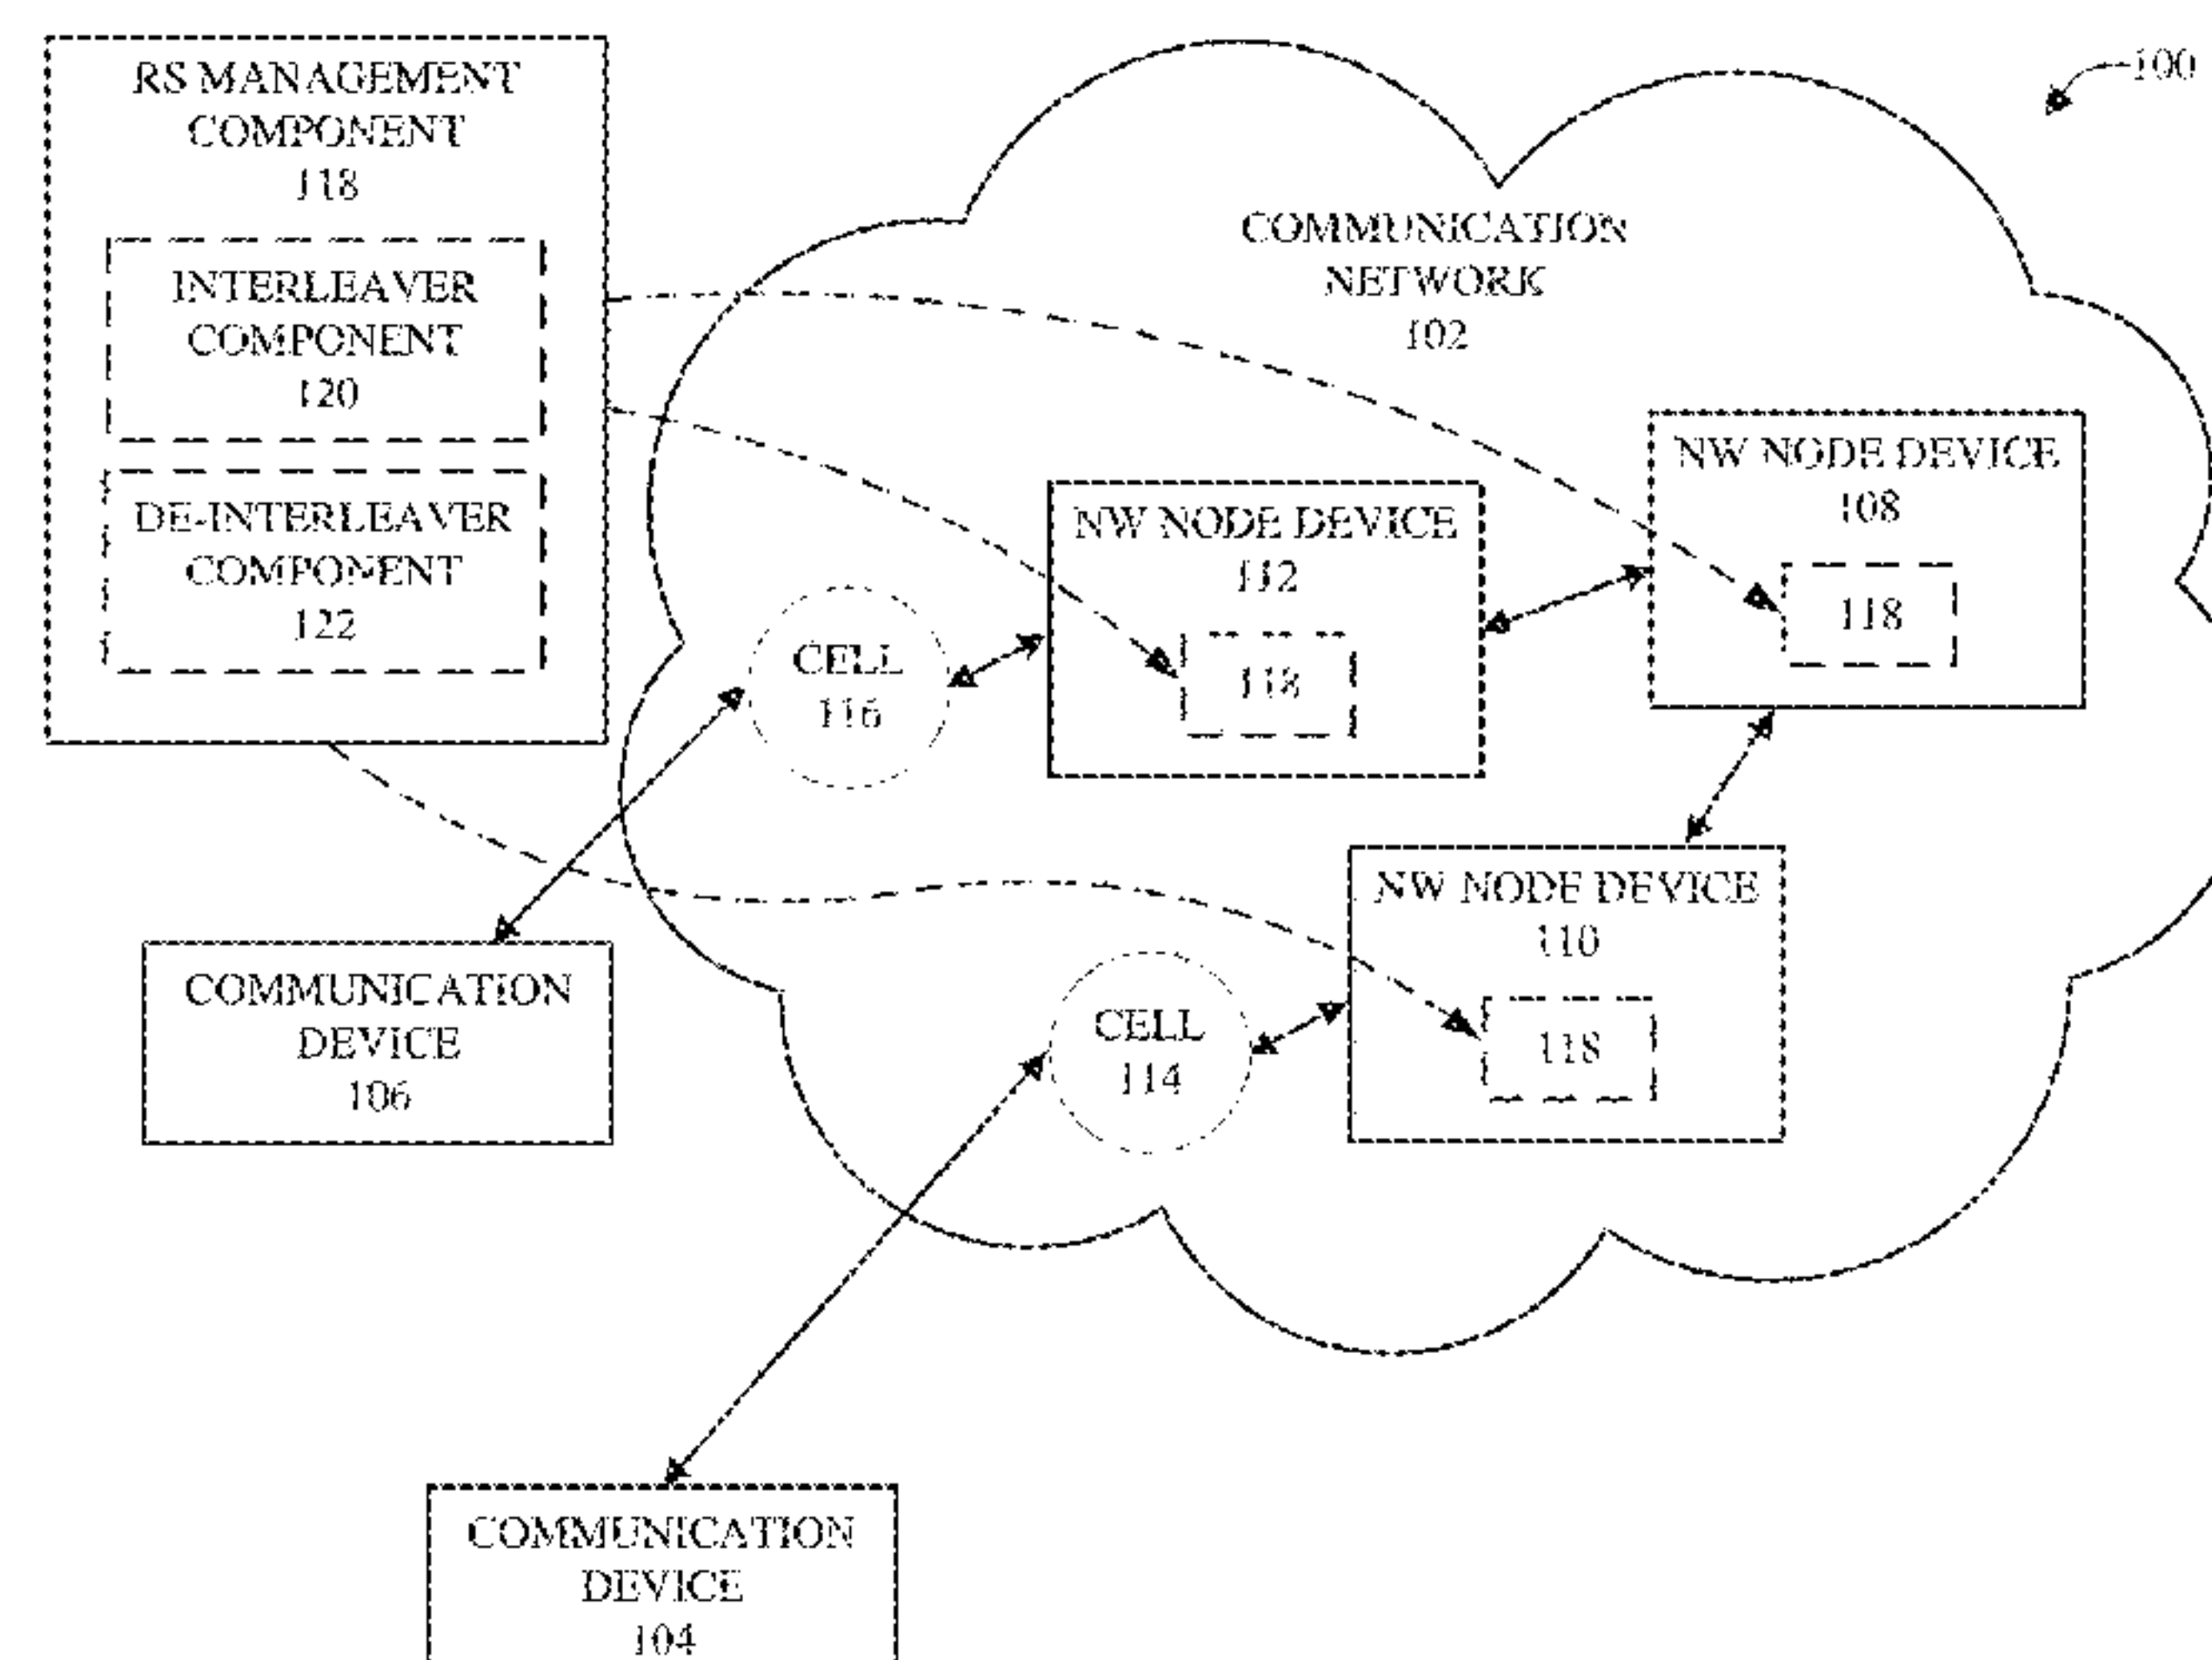 100
RS MANAGEMENT
COMPONENT
118
INTERLEAVER
COMPONENT
120
DE-INTERLEAVER
COMPONENT
122
COMMUNICATION
NETWORK
102
NW NODE DEVICE
108
118
NW NODE DEVICE
112
118
CELL
116
NW NODE DEVICE
110
118
CELL
114
COMMUNICATION
DEVICE
106
COMMUNICATION
DEVICE
104